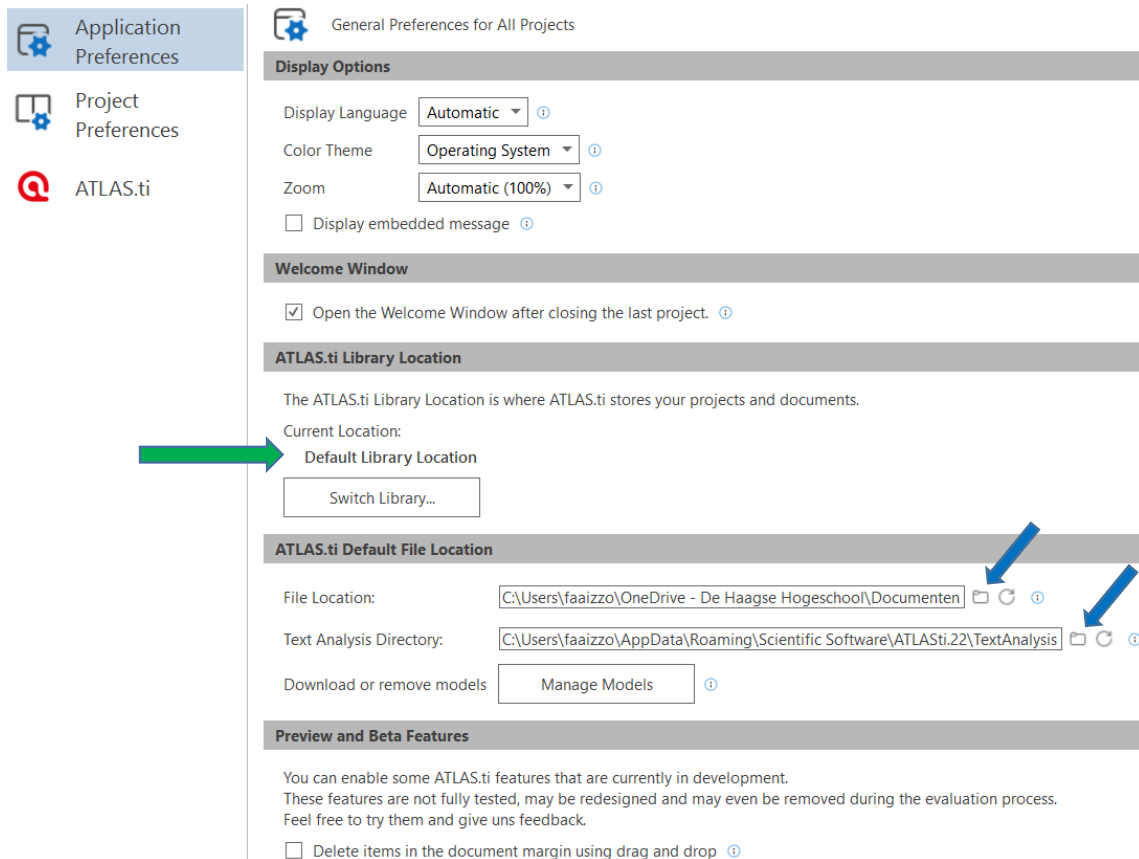 Application
Preferences
Project
Preferences
ATLAS.ti
General Preferences for All Projects
Display Options
Display Language Automatic
Color Theme Operating System
Zoom Automatic (100%)
Display embedded message
Welcome Window
Open the Welcome Window after closing the last project.
ATLAS.ti Library Location
The ATLAS.ti Library Location is where ATLAS.ti stores your projects and documents.
Current Location:
Default Library Location
Switch Library...
ATLAS.ti Default File Location
File Location: C:\Users\faaizzo\OneDrive - De Haagse Hogeschool\Documenten
Text Analysis Directory: C:\Users\faaizzo\AppData\Roaming\Scientific Software\ATLASti.22\TextAnalysis
Download or remove models Manage Models
Preview and Beta Features
You can enable some ATLAS.ti features that are currently in development.
These features are not fully tested, may be redesigned and may even be removed during the evaluation process.
Feel free to try them and give uns feedback.
Delete items in the document margin using drag and drop